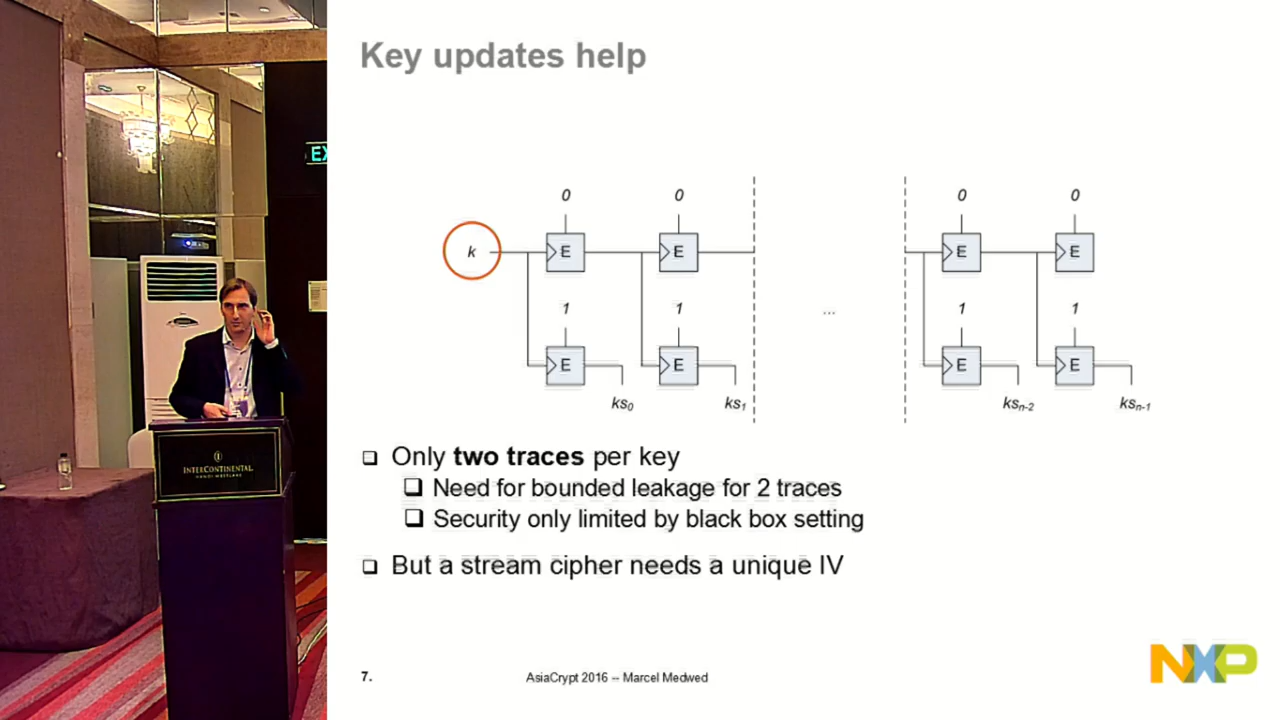 Key updates help
EX
0 0 0 0
k E E E E
1 1 ... 1 1
E E E E
ks0 ks1 ksn-2 ksn-1
Only two traces per key
Need for bounded leakage for 2 traces
Security only limited by black box setting
But a stream cipher needs a unique IV
INTERCONTINENTAL
HANOI WESTLAKE
7. AsiaCrypt 2016 -- Marcel Medwed
NXP